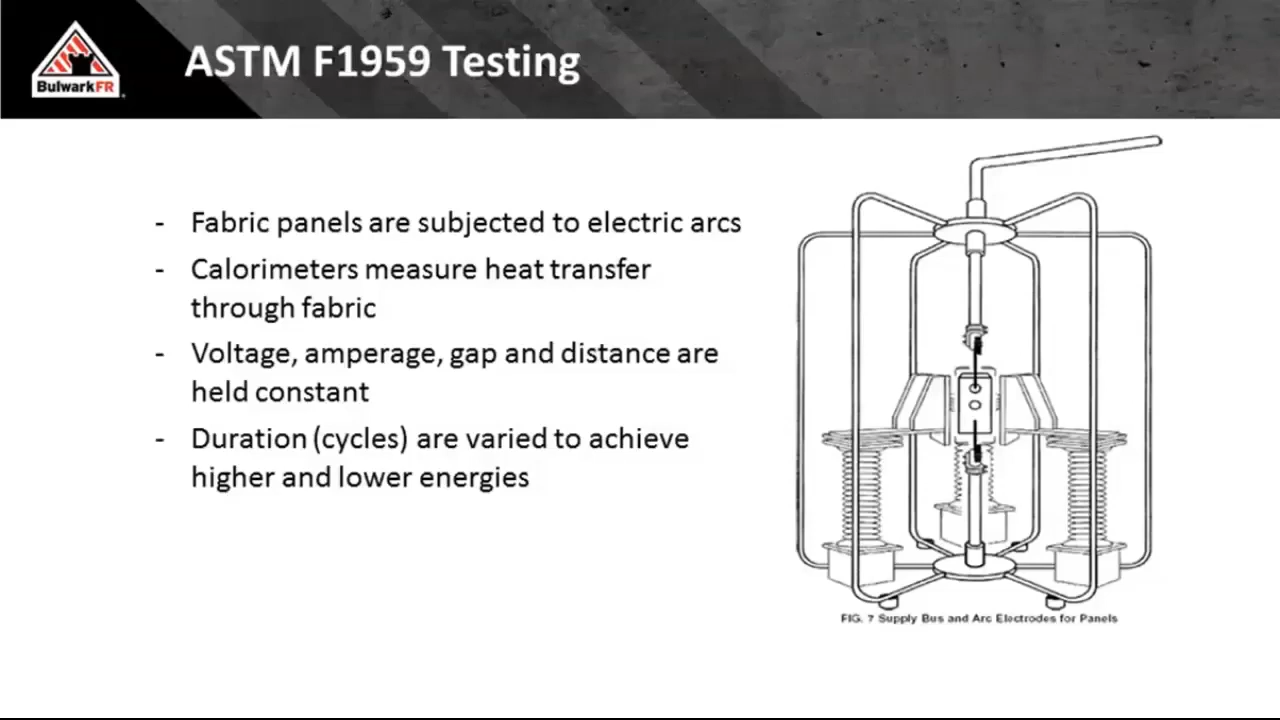 BulwarkFR
ASTM F1959 Testing
- Fabric panels are subjected to electric arcs
- Calorimeters measure heat transfer
through fabric
- Voltage, amperage, gap and distance are
held constant
- Duration (cycles) are varied to achieve
higher and lower energies
FIG. 7 Supply Bus and Arc Electrodes for Panels